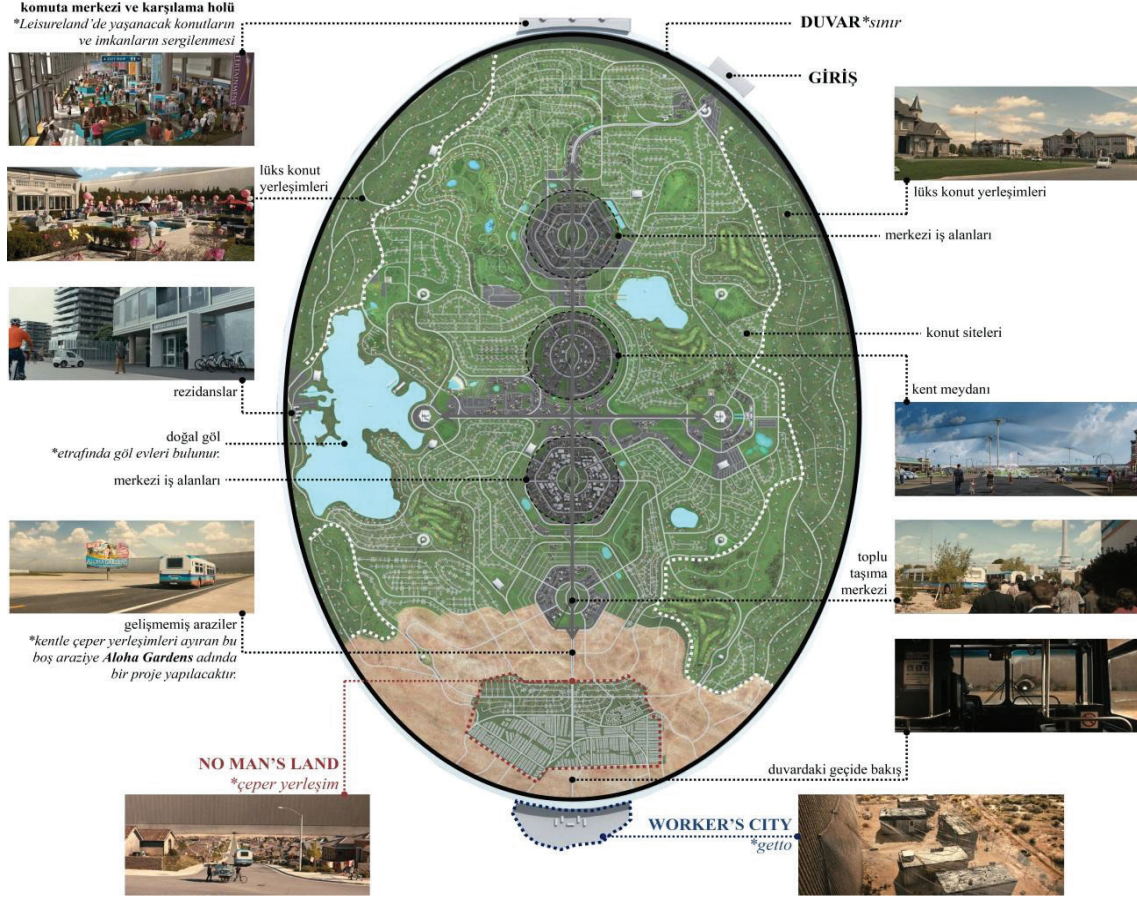 komuta merkezi ve karşılama holü
*Leisureland'de yaşanacak konutların
ve imkanların sergilenmesi
DUVAR*sınır
GİRİŞ
lüks konut
yerleşimleri
lüks konut yerleşimleri
merkezi iş alanları
konut siteleri
rezidanslar
kent meydanı
doğal göl
*etrafında göl evleri bulunur.
merkezi iş alanları
toplu
taşıma
merkezi
gelişmemiş araziler
*kentle çeper yerleşimleri ayıran bu
boş araziye Aloha Gardens adında
bir proje yapılacaktır.
ALOHA GARDENS
NO MAN'S LAND
*çeper yerleşim
duvardaki geçide bakış
WORKER'S CITY
*getto